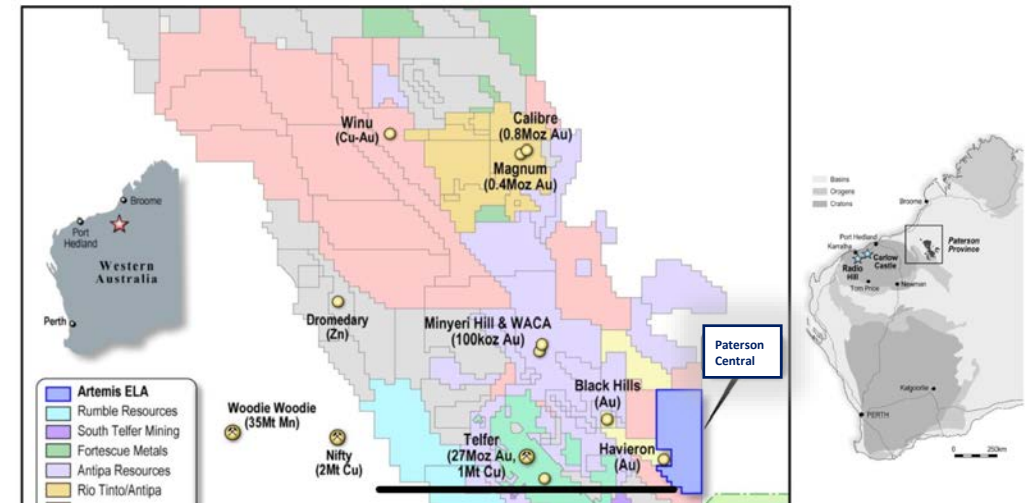 Winu
(Cu-Au)
Calibre
(0.8Moz Au)
Magnum
(0.4Moz Au)
Broome
Port
Hedland
Western
Australia
Perth
Dromedary
(Zn)
Minyeri Hill & WACA
(100koz Au)
Paterson
Central
Black Hills
(Au)
Woodie Woodie
(35Mt Mn)
Nifty
(2Mt Cu)
Telfer
(27Moz Au,
1Mt Cu)
Havieron
(Au)
Artemis ELA
Rumble Resources
South Telfer Mining
Fortescue Metals
Antipa Resources
Rio Tinto/Antipa
Basins
Orogens
Cratons
Broome
Port Hedland
Karratha
Paterson
Province
Carlow
Castle
Radio
Hill
Tom Price
Newman
Kalgoorlie
PERTH
0 250km